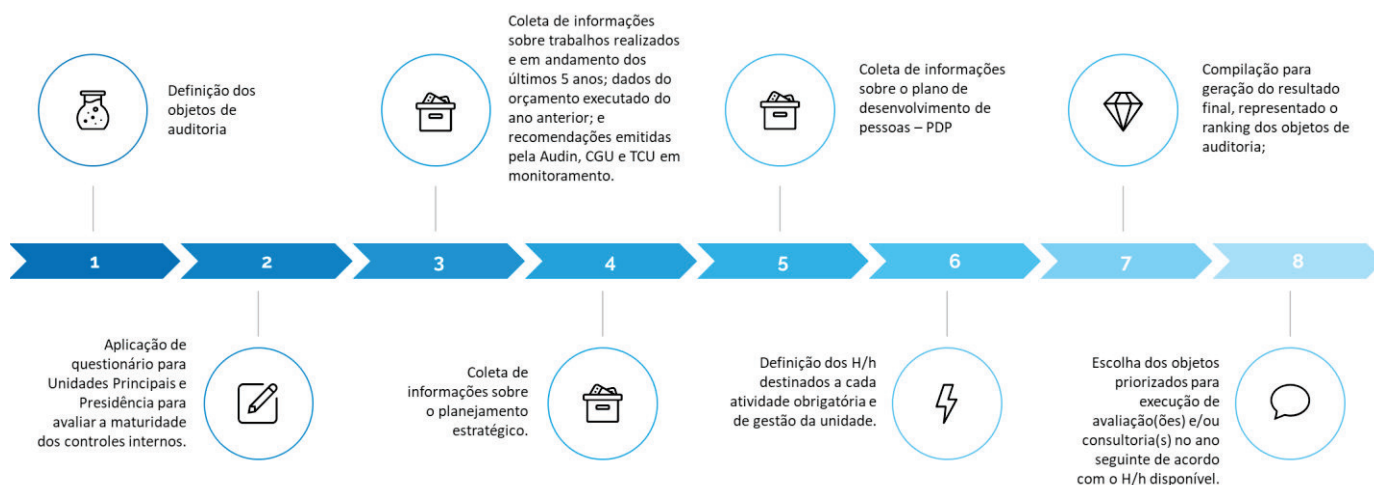 Definição dos
objetos de
auditoria
Coleta de informações
sobre trabalhos realizados
e em andamento dos
últimos 5 anos; dados do
orçamento executado do
ano anterior; e
recomendações emitidas
pela Audin, CGU e TCU em
monitoramento.
Coleta de informações
sobre o plano de
desenvolvimento de
pessoas – PDP
Compilação para
geração do resultado
final, representado o
ranking dos objetos de
auditoria;
1
2
3
4
5
6
7
8
Aplicação de
questionário para
Unidades Principais e
Presidência para
avaliar a maturidade
dos controles internos.
Coleta de
informações sobre
o planejamento
estratégico.
Definição dos H/h
destinados a cada
atividade obrigatória e
de gestão da unidade.
Escolha dos objetos
priorizados para
execução de
avaliação(ões) e/ou
consultoria(s) no ano
seguinte de acordo
com o H/h disponível.